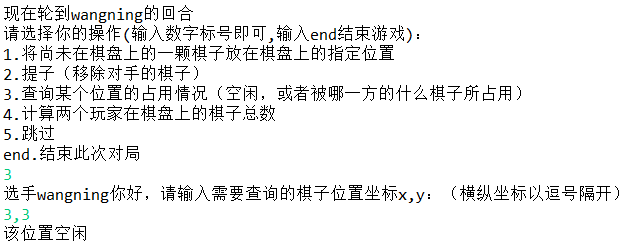 现在轮到wangning的回合
请选择你的操作(输入数字标号即可,输入end结束游戏)：
1.将尚未在棋盘上的一颗棋子放在棋盘上的指定位置
2.提子（移除对手的棋子）
3.查询某个位置的占用情况（空闲，或者被哪一方的什么棋子所占用）
4.计算两个玩家在棋盘上的棋子总数
5.跳过
end.结束此次对局
3
选手wangning你好，请输入需要查询的棋子位置坐标x,y：（横纵坐标以逗号隔开）
3,3
该位置空闲